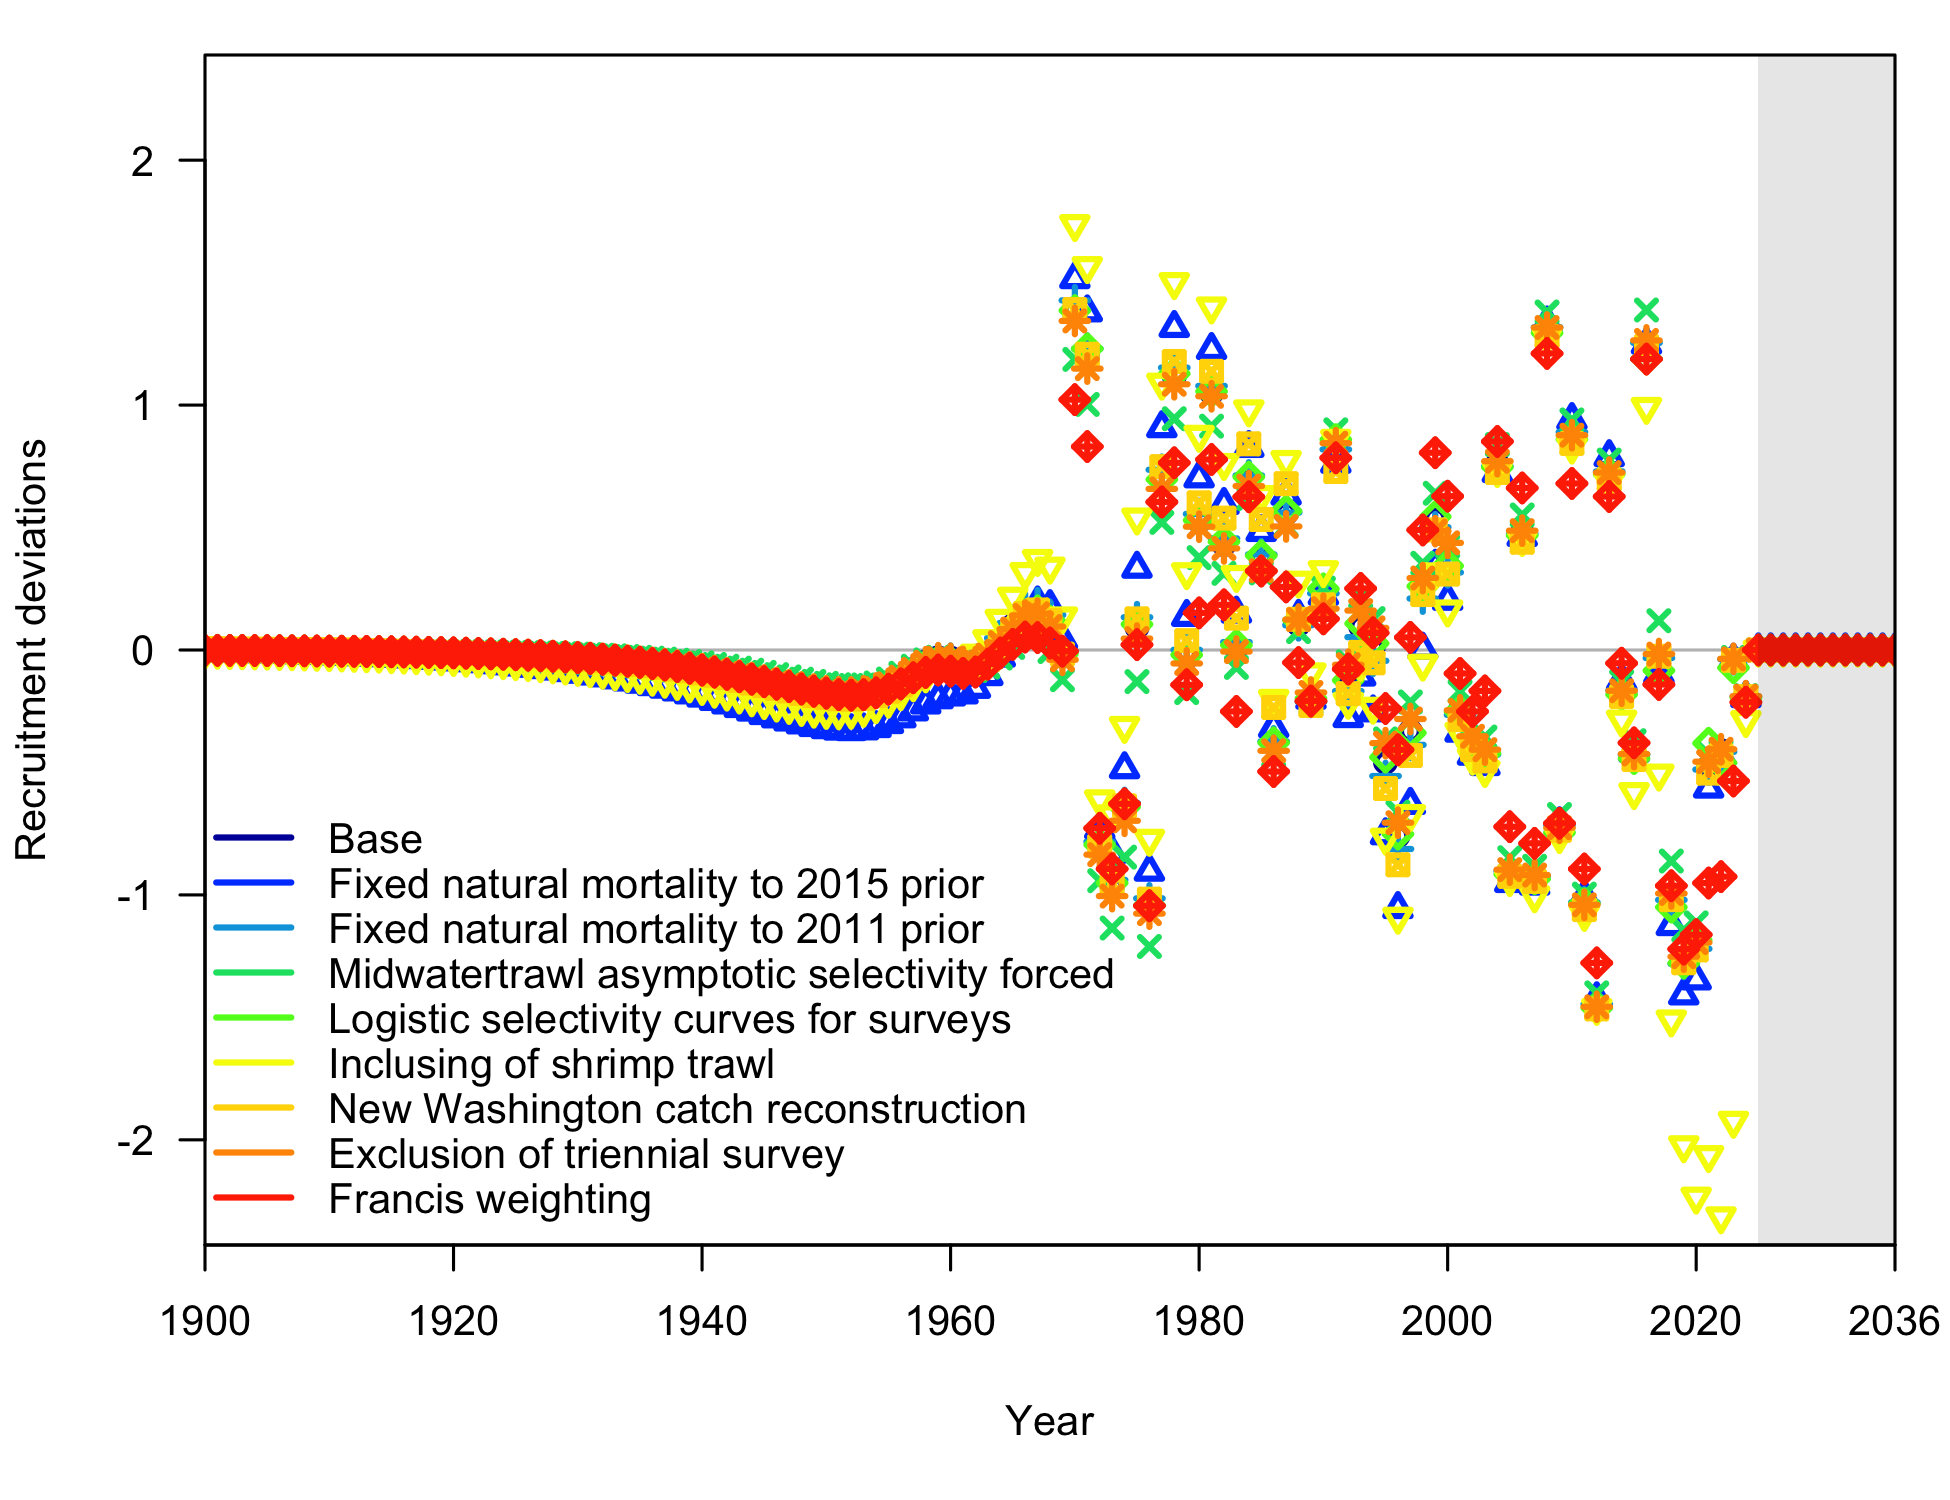 2
1
0
-1
-2
Recruitment deviations
Base
Fixed natural mortality to 2015 prior
Fixed natural mortality to 2011 prior
Midwatertrawl asymptotic selectivity forced
Logistic selectivity curves for surveys
Inclusing of shrimp trawl
New Washington catch reconstruction
Exclusion of triennial survey
Francis weighting
1900 1920 1940 1960 1980 2000 2020 2036
Year